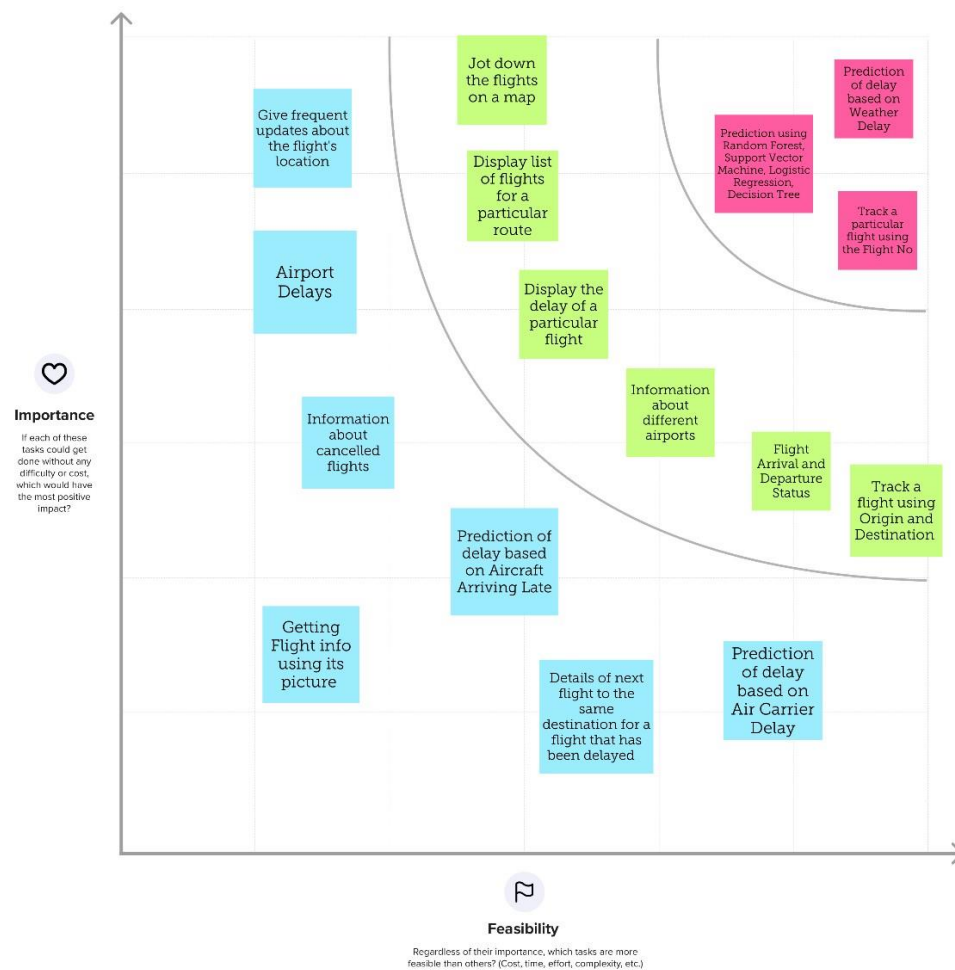 Jot down
the flights
on a map
Prediction
of delay
based on
Weather
Delay
Give frequent
updates about
the flight's
location
Prediction using
Random Forest,
Support Vector
Machine, Logistic
Regression,
Decision Tree
Display list
of flights
for a
particular
route
Track a
particular
flight using
the Flight No
Airport
Delays
Display the
delay of a
particular
flight
Importance
If each of these
tasks could get
done without any
difficulty or cost,
which would have
the most positive
impact?
Information
about
different
airports
Information
about
cancelled
flights
Flight
Arrival and
Departure
Status
Track a
flight using
Origin and
Destination
Prediction of
delay based
on Aircraft
Arriving Late
Getting
Flight info
using its
picture
Details of next
flight to the
same
destination for a
flight that has
been delayed
Prediction
of delay
based on
Air Carrier
Delay
Feasibility
Regardless of their importance, which tasks are more
feasible than others? (Cost, time, effort, complexity, etc.)